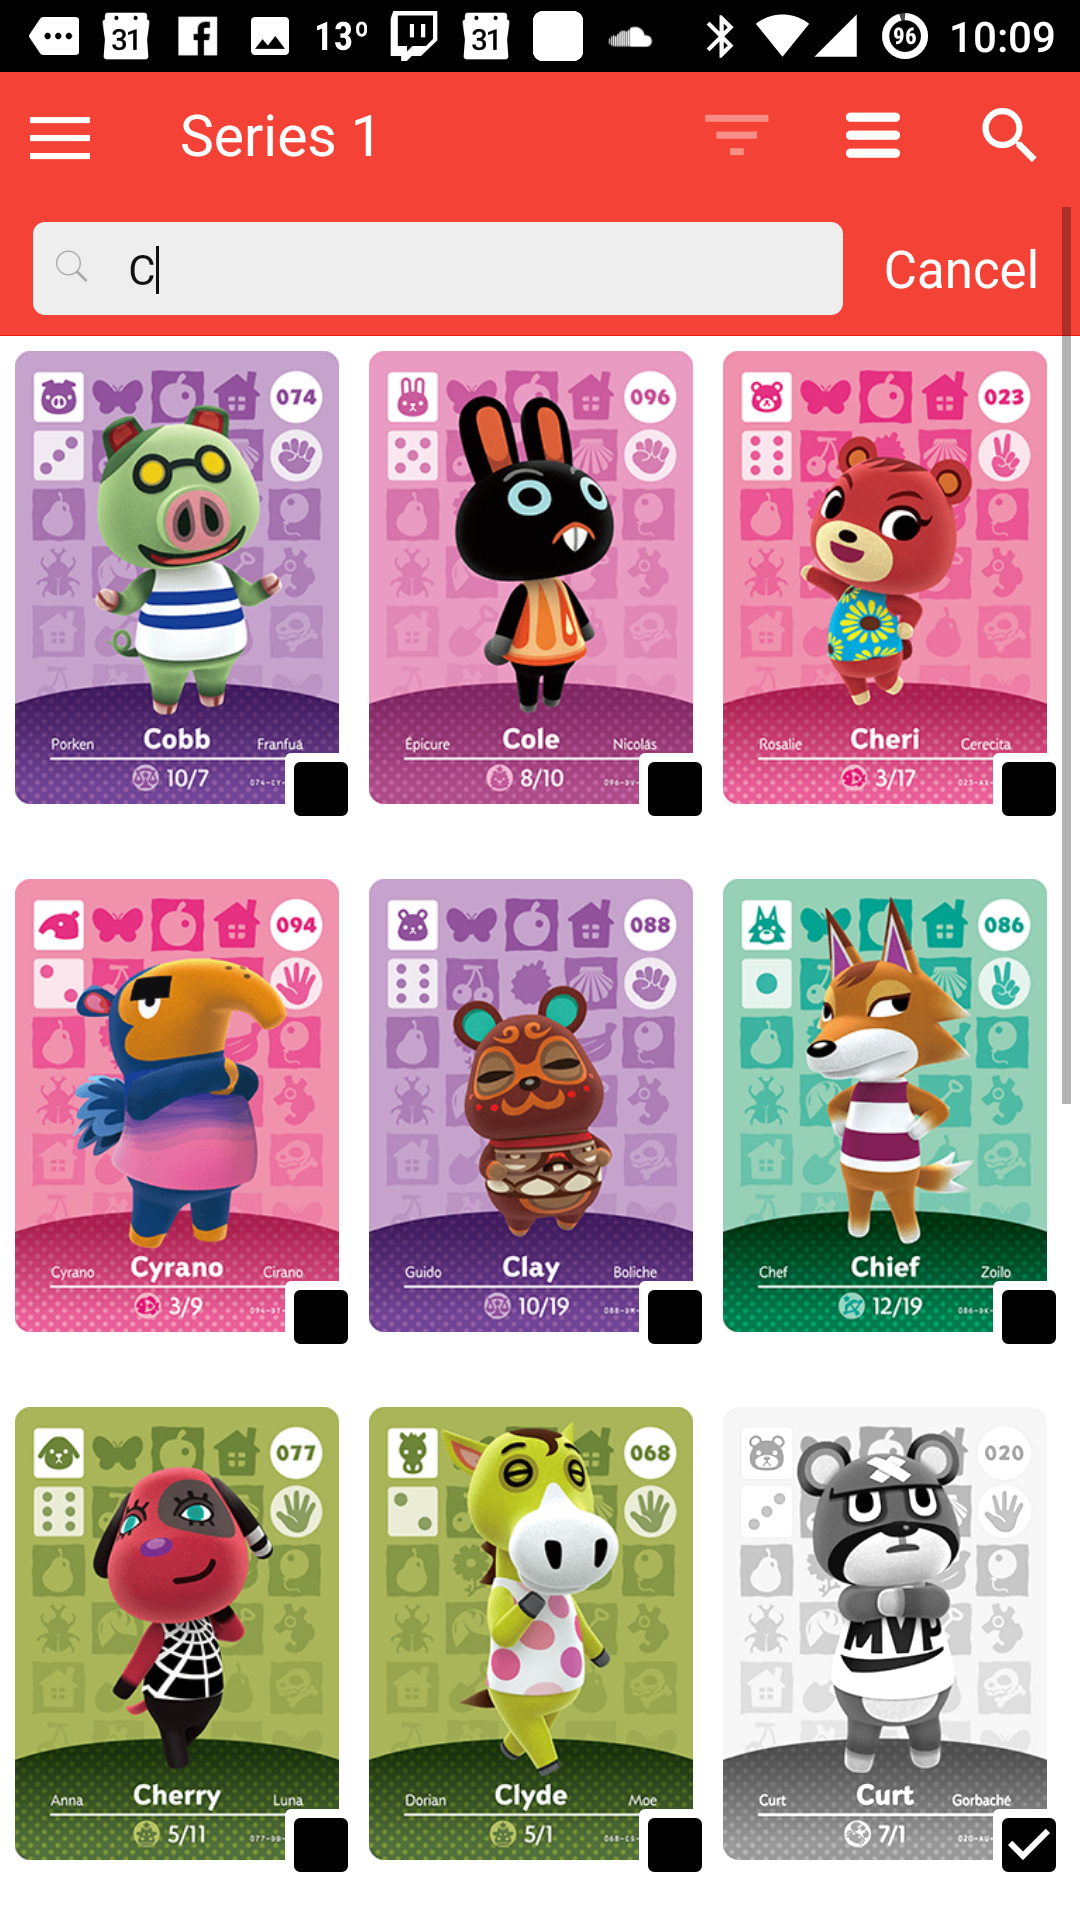 31 13° 31 96 10:09
Series 1
C Cancel
074 096 023
Porken Cobb Franfuá Épicure Cole Nicolás Rosalie Cheri Cerecita
10/7 8/10 3/17
094 088 086
Cyrano Cyrano Cirano Guido Clay Boliche Chef Chief Zoilo
3/9 10/19 12/19
077 068 020
MVP
Anna Cherry Luna Dorian Clyde Moe Curt Curt Gorbaché
5/11 5/1 7/1